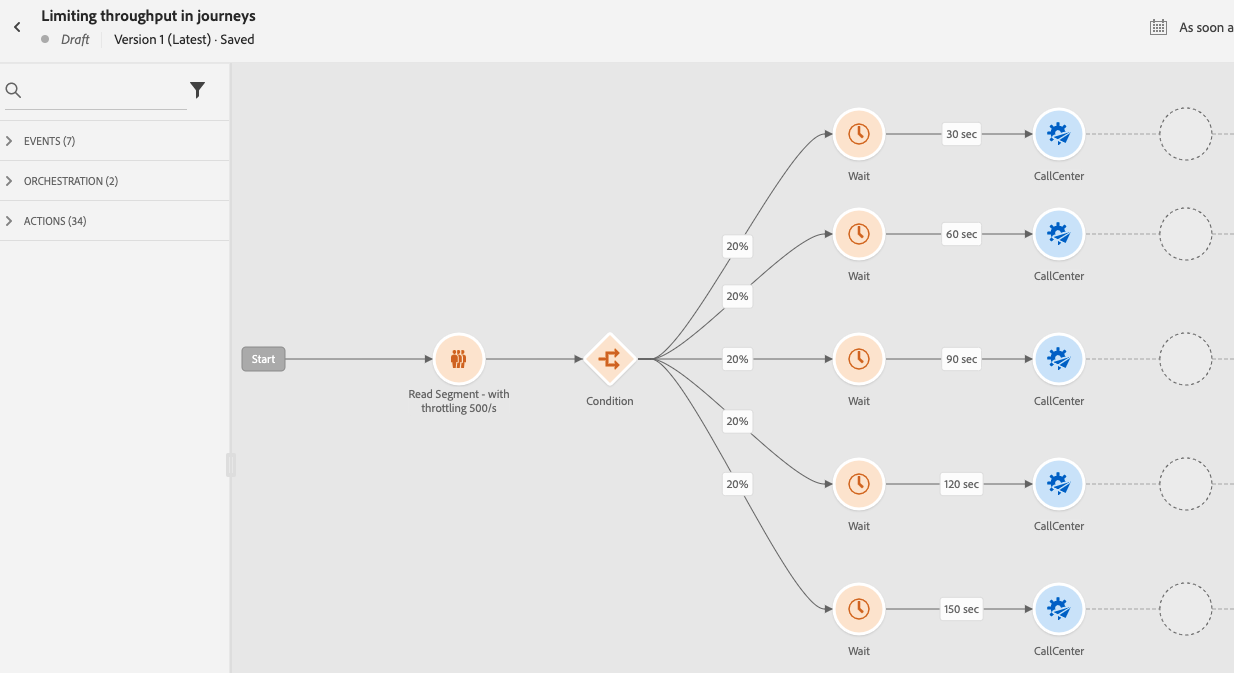 Limiting throughput in journeys
Draft
Version 1 (Latest) · Saved
As soon a
EVENTS (7)
ORCHESTRATION (2)
ACTIONS (34)
Start
Read Segment - with
throttling 500/s
Condition
20%
20%
20%
20%
20%
Wait
30 sec
CallCenter
Wait
60 sec
CallCenter
Wait
90 sec
CallCenter
Wait
120 sec
CallCenter
Wait
150 sec
CallCenter